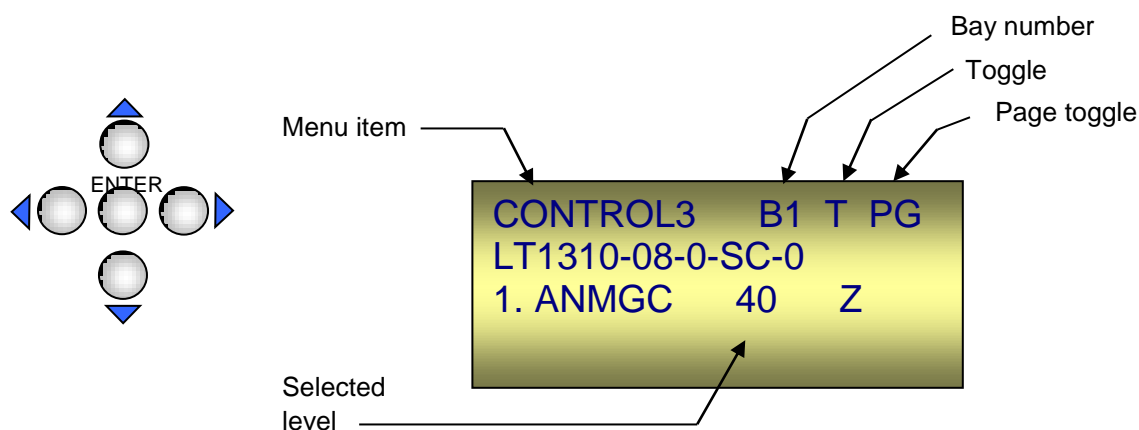 Bay number
Toggle
Page toggle
Menu item
ENTER
CONTROL3 B1 T PG
LT1310-08-0-SC-0
1. ANMGC 40 Z
Selected
level